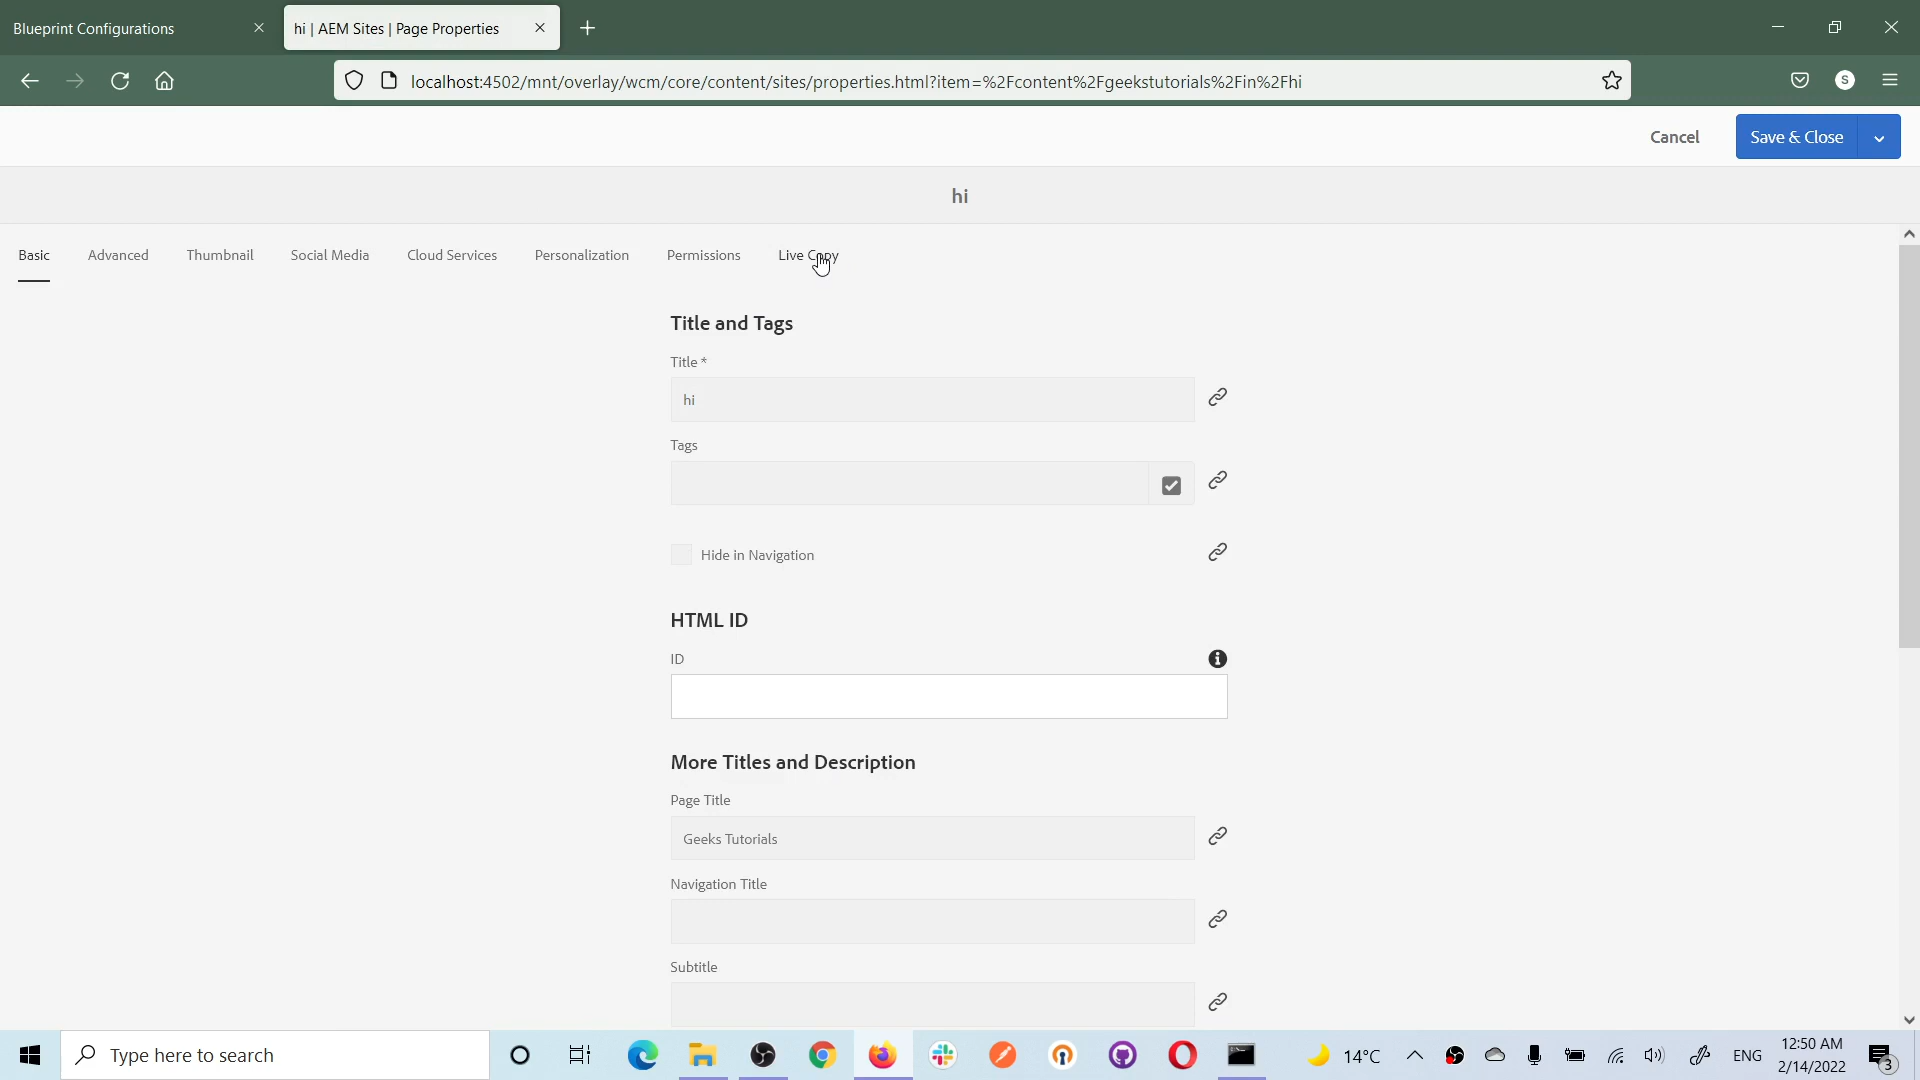 Blueprint Configurations
hi | AEM Sites | Page Properties
localhost:4502/mnt/overlay/wcm/core/content/sites/properties.html?item=%2Fcontent%2Fgeekstutorials%2Fin%2Fhi
S
Cancel
Save & Close
hi
Basic
Advanced
Thumbnail
Social Media
Cloud Services
Personalization
Permissions
Live Copy
Title and Tags
Title *
hi
Tags
Hide in Navigation
HTML ID
ID
More Titles and Description
Page Title
Geeks Tutorials
Navigation Title
Subtitle
Type here to search
14°C
ENG
12:50 AM
2/14/2022
3